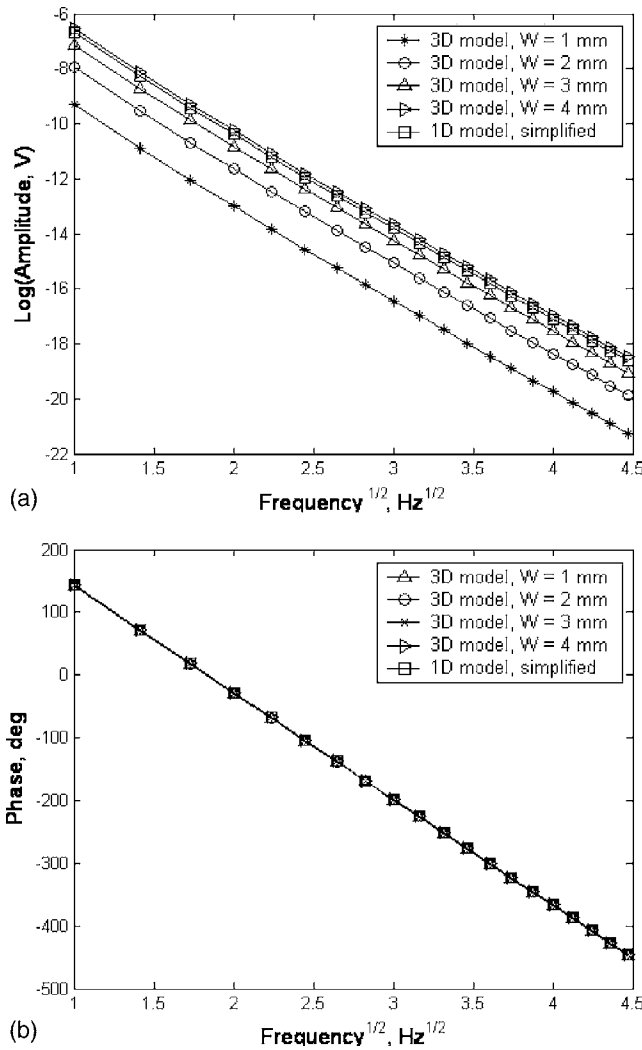 -6
-8
-10
-12
-14
-16
-18
-20
-22
Log(Amplitude, V)
3D model, W = 1 mm
3D model, W = 2 mm
3D model, W = 3 mm
3D model, W = 4 mm
1D model, simplified
1 1.5 2 2.5 3 3.5 4 4.5
(a) Frequency^1/2, Hz^1/2
200
100
0
-100
-200
-300
-400
-500
Phase, deg
3D model, W = 1 mm
3D model, W = 2 mm
3D model, W = 3 mm
3D model, W = 4 mm
1D model, simplified
1 1.5 2 2.5 3 3.5 4 4.5
(b) Frequency^1/2, Hz^1/2